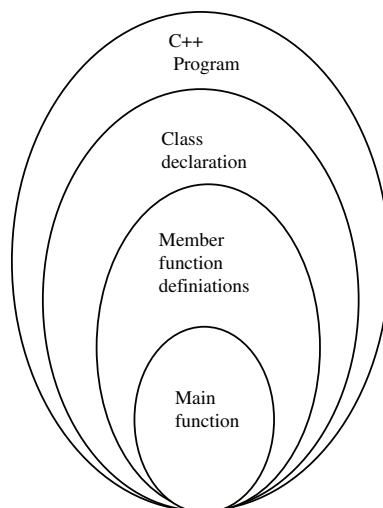 C++
Program
Class
declaration
Member
function
definiations
Main
function